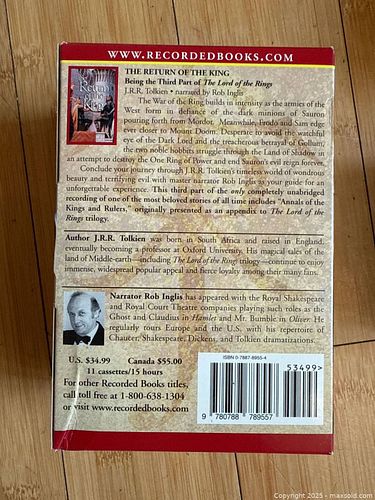 WWW.RECORDEDBOOKS.COM
THE RETURN OF THE KING
Being the Third Part of The Lord of the Rings
J.R.R. Tolkien • narrated by Rob Inglis
The War of the Ring builds in intensity as the armies of the
West form in defiance of the dark minions of Sauron
pouring forth from Mordor. Meanwhile, Frodo and Sam edge
ever closer to Mount Doom. Desperate to avoid the watchful
eye of the Dark Lord and the treacherous betrayal of Gollum,
the two noble hobbits struggle through the Land of Shadow in
an attempt to destroy the One Ring of Power and end Sauron's evil reign forever.
Conclude your journey through J.R.R. Tolkien's timeless world of wondrous
beauty and terrifying evil with master narrator Rob Inglis as your guide for an
unforgettable experience. This third part of the only completely unabridged
recording of one of the most beloved stories of all time includes "Annals of the
Kings and Rulers," originally presented as an appendix to The Lord of the
Rings trilogy.
Author J.R.R. Tolkien was born in South Africa and raised in England,
eventually becoming a professor at Oxford University. His magical tales of the
land of Middle-earth—including The Lord of the Rings trilogy—continue to enjoy
immense, widespread popular appeal and fierce loyalty among their many fans.
Narrator Rob Inglis has appeared with the Royal Shakespeare
and Royal Court Theatre companies playing such roles as the
Ghost and Claudius in Hamlet and Mr. Bumble in Oliver. He
regularly tours Europe and the U.S. with his repertoire of
Chaucer, Shakespeare, Dickens, and Tolkien dramatizations.
U.S. $34.99 Canada $55.00
11 cassettes/15 hours
For other Recorded Books titles,
call toll free at 1-800-638-1304
or visit www.recordedbooks.com
ISBN 0-7887-8955-4
53499>
9 780788 789557
Return
of the
King
Copyright 2025 - maxsold.com